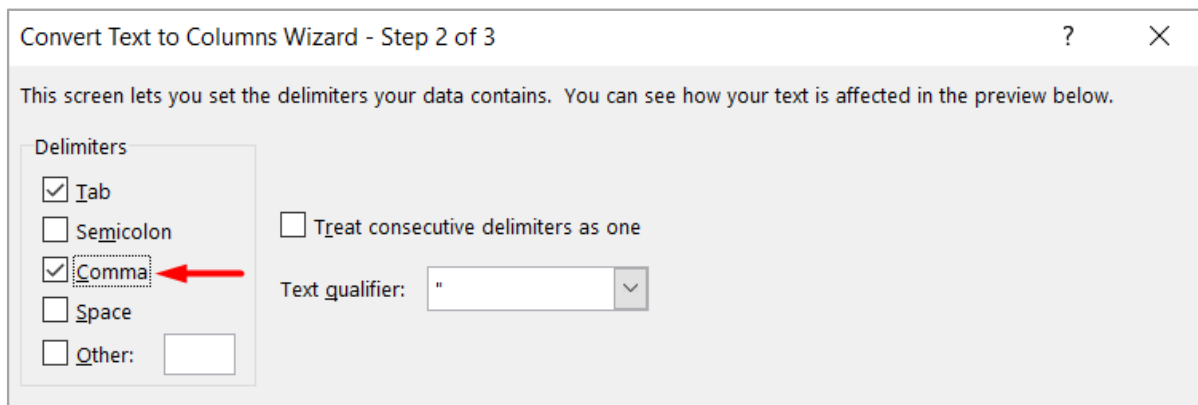 Convert Text to Columns Wizard - Step 2 of 3 ?
This screen lets you set the delimiters your data contains. You can see how your text is affected in the preview below.
Delimiters
Tab
Semicolon
Comma
Space
Other:
Treat consecutive delimiters as one
Text qualifier: "